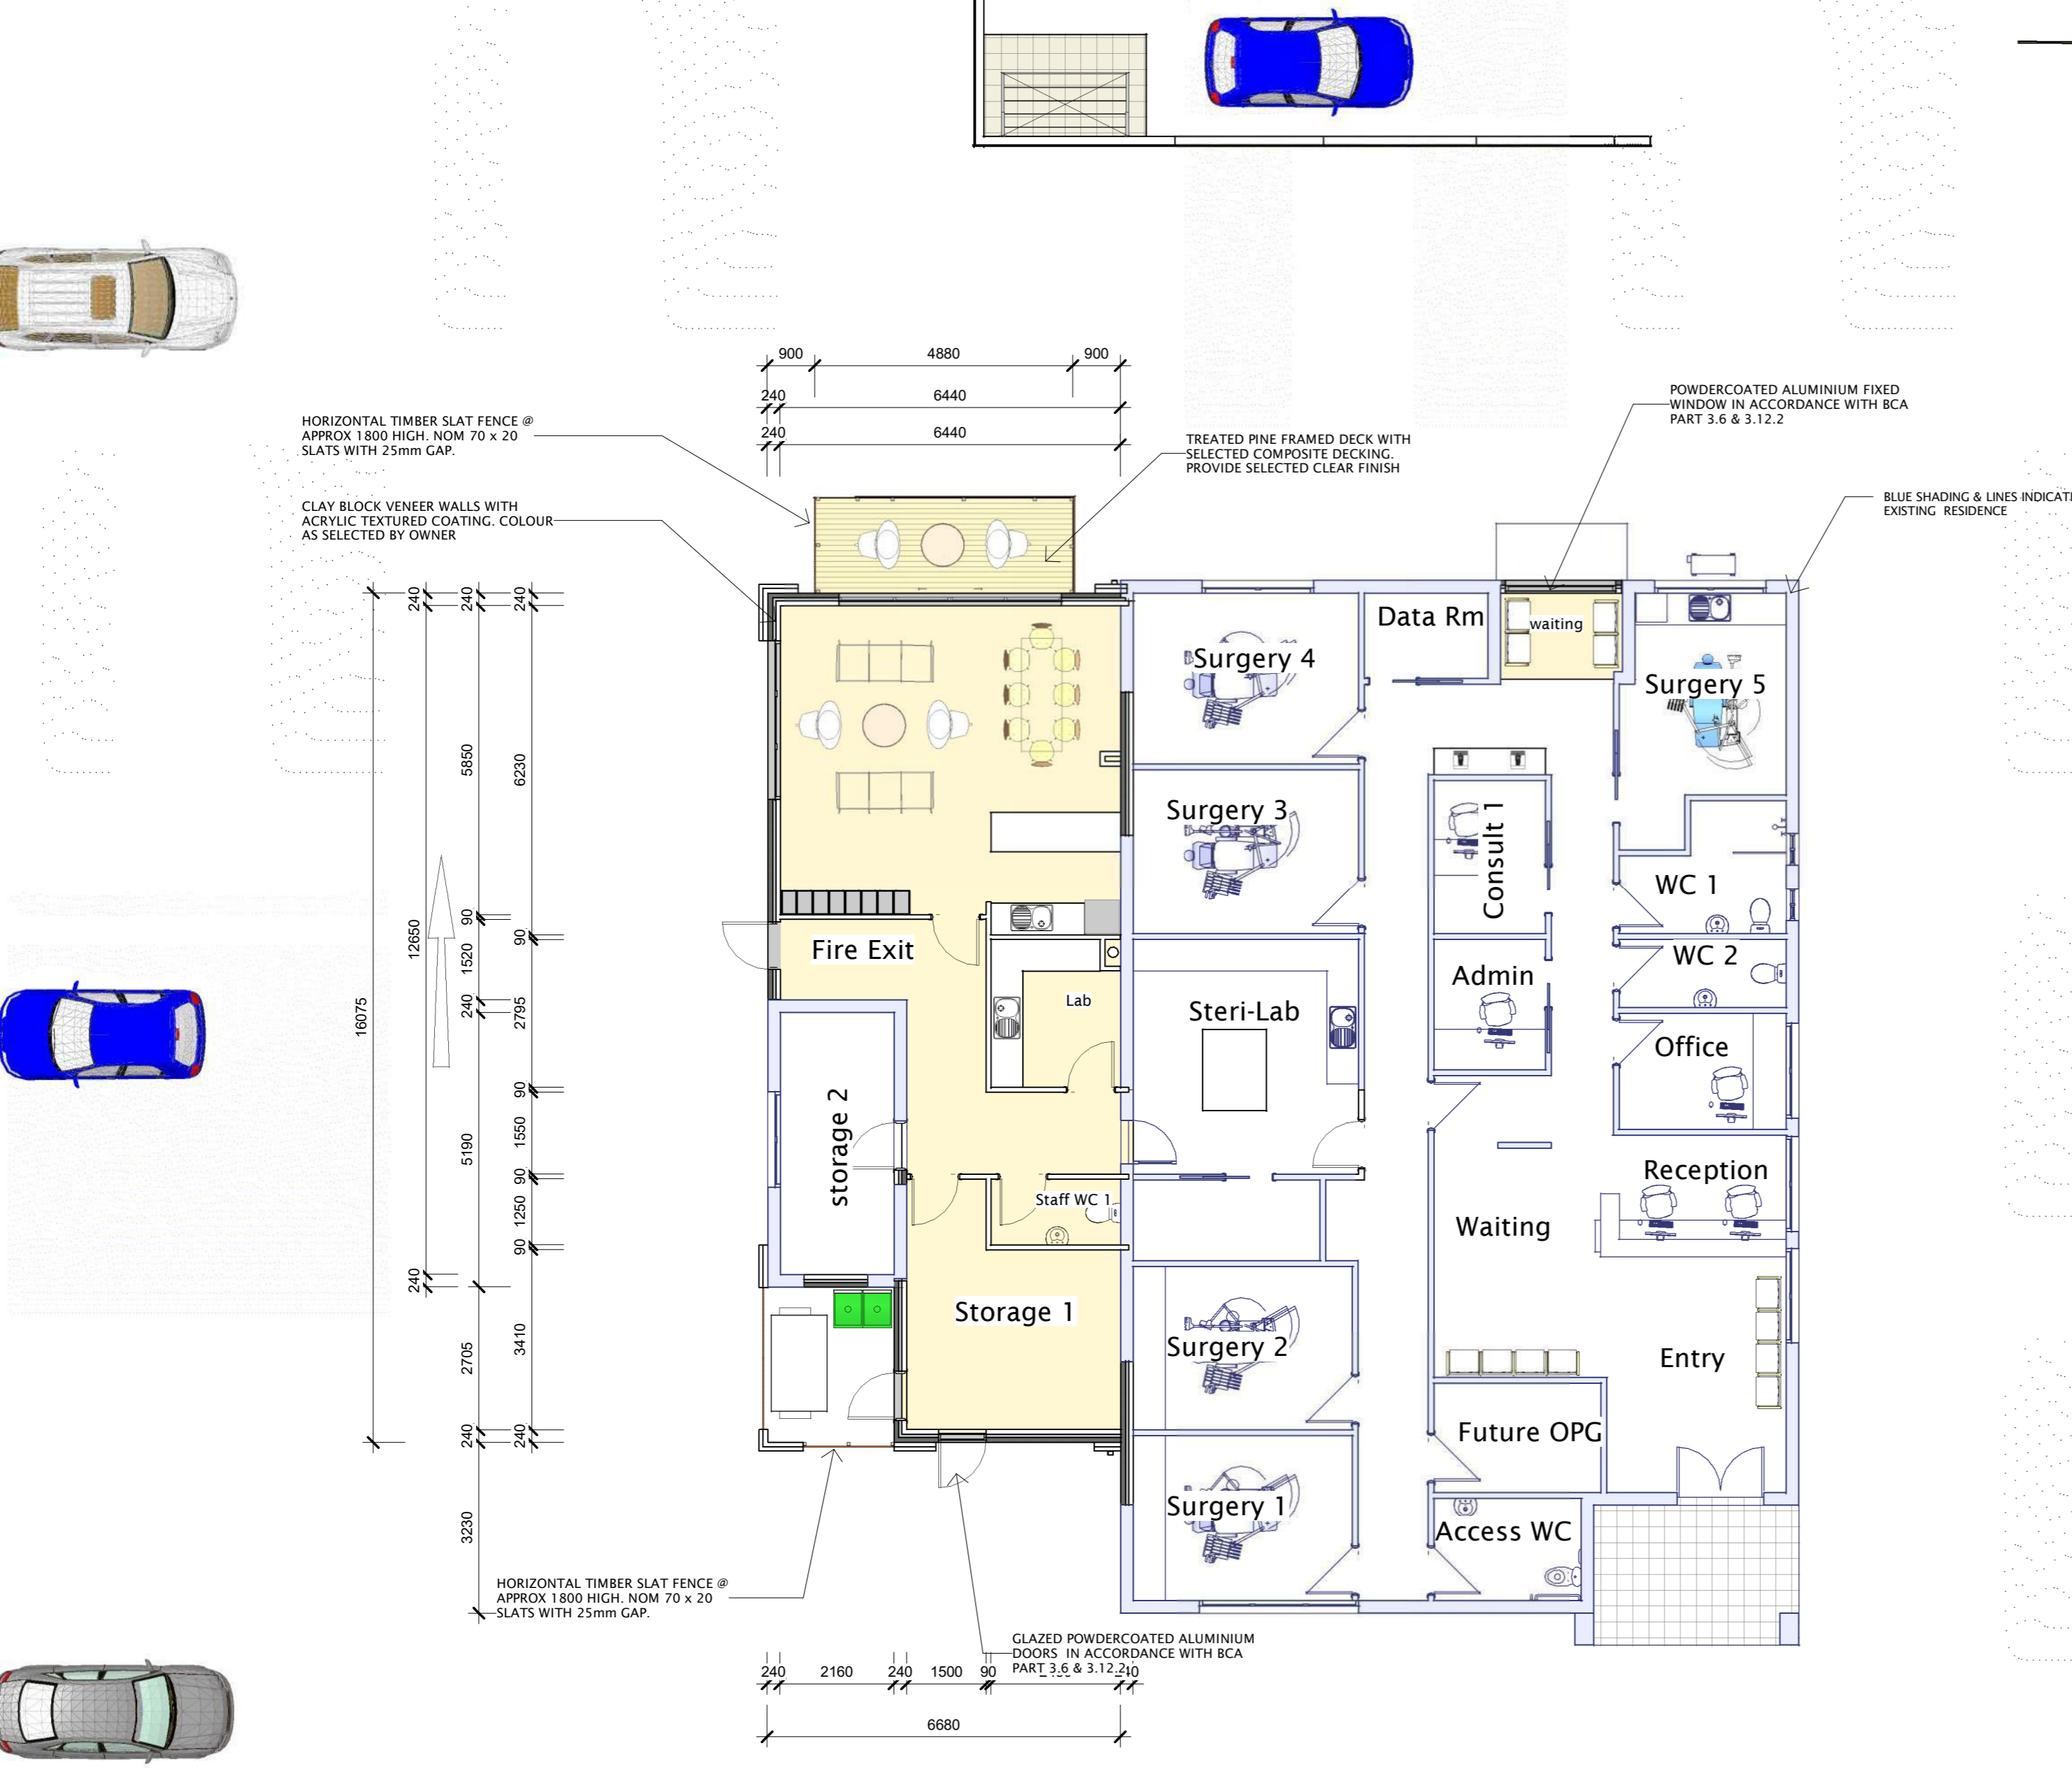 900 4880 900
240 6440
240 6440
HORIZONTAL TIMBER SLAT FENCE @
APPROX 1800 HIGH. NOM 70 x 20
SLATS WITH 25mm GAP.
CLAY BLOCK VENEER WALLS WITH
ACRYLIC TEXTURED COATING. COLOUR
AS SELECTED BY OWNER
TREATED PINE FRAMED DECK WITH
SELECTED COMPOSITE DECKING.
PROVIDE SELECTED CLEAR FINISH
POWDERCOATED ALUMINIUM FIXED
WINDOW IN ACCORDANCE WITH BCA
PART 3.6 & 3.12.2
BLUE SHADING & LINES INDICAT
EXISTING RESIDENCE
16075
240
12650
240
240
5850
90
1520
240
5190
2705
240
3230
240
6230
90
2795
90
1550
90
1250
90
3410
240
Data Rm
waiting
Surgery 4
Surgery 5
Surgery 3
Consult 1
WC 1
Fire Exit
WC 2
Admin
Lab
Steri-Lab
Office
storage 2
Reception
Staff WC 1
Waiting
Storage 1
Surgery 2
Entry
Future OPG
Surgery 1
Access WC
HORIZONTAL TIMBER SLAT FENCE @
APPROX 1800 HIGH. NOM 70 x 20
SLATS WITH 25mm GAP.
GLAZED POWDERCOATED ALUMINIUM
DOORS IN ACCORDANCE WITH BCA
PART 3.6 & 3.12.2
240 2160 240 1500 90 240
6680